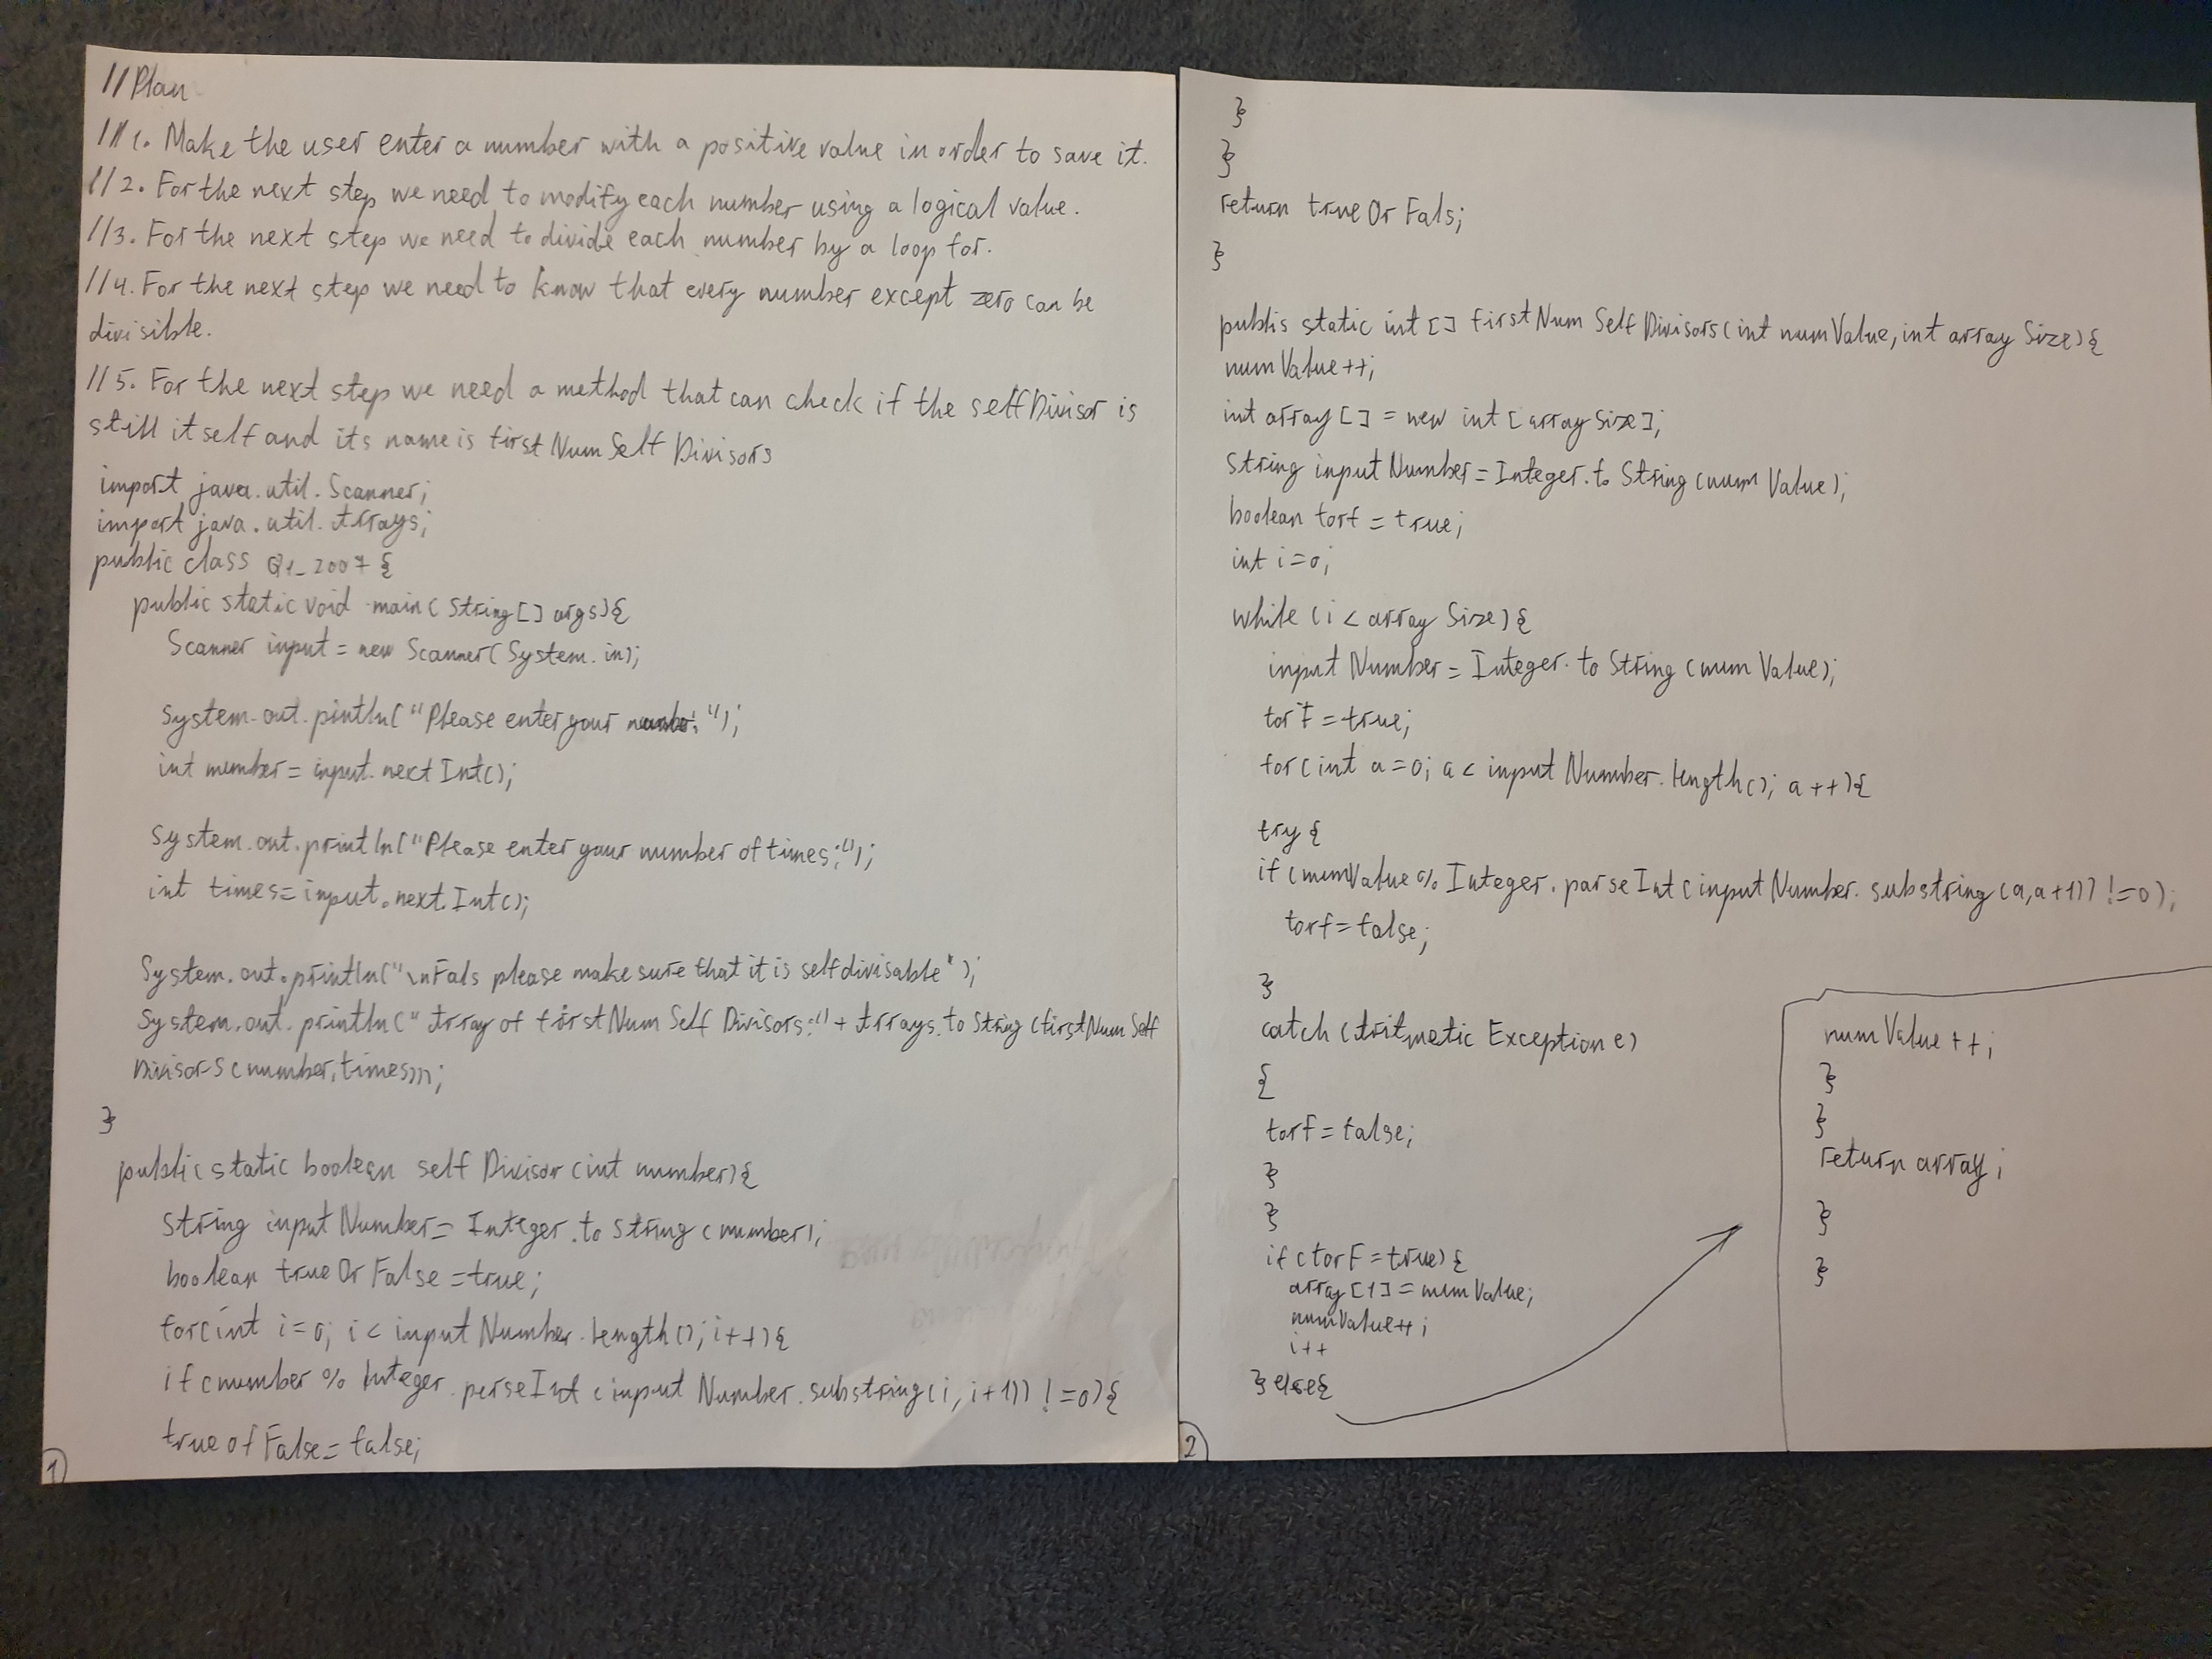 //Plan
//1. Make the user enter a number with a positive value in order to save it.
//2. For the next step we need to modify each number using a logical value.
//3. For the next step we need to divide each number by a loop for.
//4. For the next step we need to know that every number except zero can be
divisible.
//5. For the next step we need a method that can check if the selfDivisor is
still itself and its name is firstNumSelfDivisors
import java.util.Scanner;
import java.util.Arrays;
public class Q1_2007 {
public static void main(String[] args){
Scanner input = new Scanner(System.in);
System.out.pintln("Please enter your number: ");
int number = input.nextInt();
System.out.println("Please enter your number of times:");
int times = input.nextInt();
System.out.println("\nFals please make sure that it is selfdivisable");
System.out.println("Array of firstNumSelfDivisors:" + Arrays.toString(firstNumSelf
Divisors(number,times)));
}
public static boolean selfDivisor(int number){
String inputNumber = Integer.toString(number);
boolean trueOrFalse = true;
for(int i=0; i < inputNumber.length(); i++){
if(number % Integer.parseInt(inputNumber.substring(i, i+1)) !=0){
trueofFalse = false;
1
}
}
return trueOrFals;
}
publis static int[] firstNumSelfDivisors(int numValue, int arraySize){
numValue++;
int array[] = new int[arraySize];
String inputNumber = Integer.toString(numValue);
boolean torf = true;
int i=0;
while (i < arraySize){
inputNumber = Integer.toString(numValue);
torf = true;
for(int a=0; a < inputNumber.length(); a++){
try{
if(numValue % Integer.parseInt(inputNumber.substring(a,a+1)) !=0);
torf = false;
}
catch (AritmeticException e)
{
torf = false;
}
}
if(torF = true){
array[1] = numValue;
numValue++;
i++
} else{
2
numValue++;
}
}
return array;
}
}